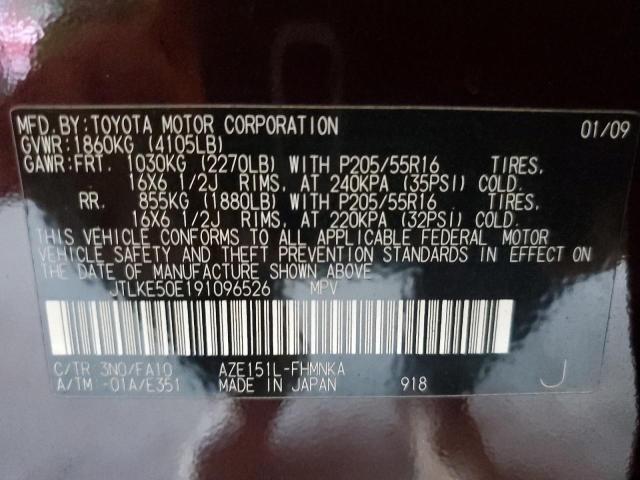 MFD.BY:TOYOTA MOTOR CORPORATION 01/09
GVWR:1860KG (4105LB)
GAWR:FRT. 1030KG (2270LB) WITH P205/55R16 TIRES,
16X6 1/2J RIMS, AT 240KPA (35PSI) COLD.
RR. 855KG (1880LB) WITH P205/55R16 TIRES,
16X6 1/2J RIMS, AT 220KPA (32PSI) COLD.
THIS VEHICLE CONFORMS TO ALL APPLICABLE FEDERAL MOTOR
VEHICLE SAFETY AND THEFT PREVENTION STANDARDS IN EFFECT ON
THE DATE OF MANUFACTURE SHOWN ABOVE.
JTLKE50E191096526 MPV
C/TR 3N0/FA10 AZE151L-FHMNKA
A/TM -01A/E351 MADE IN JAPAN 918 J